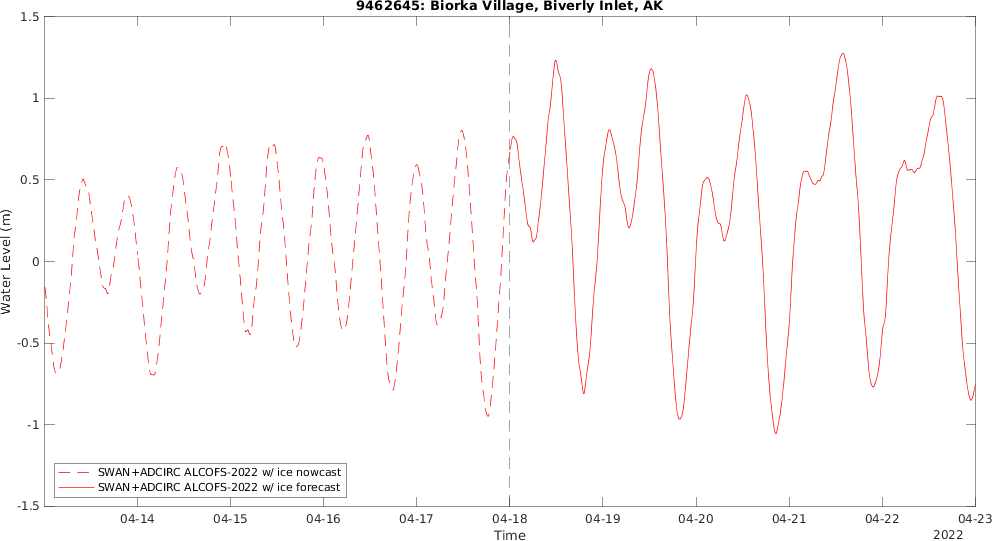 9462645: Biorka Village, Biverly Inlet, AK
1.5
1
0.5
0
-0.5
-1
-1.5
Water Level (m)
SWAN+ADCIRC ALCOFS-2022 w/ ice nowcast
SWAN+ADCIRC ALCOFS-2022 w/ ice forecast
04-14 04-15 04-16 04-17 04-18 04-19 04-20 04-21 04-22 04-23
Time
2022